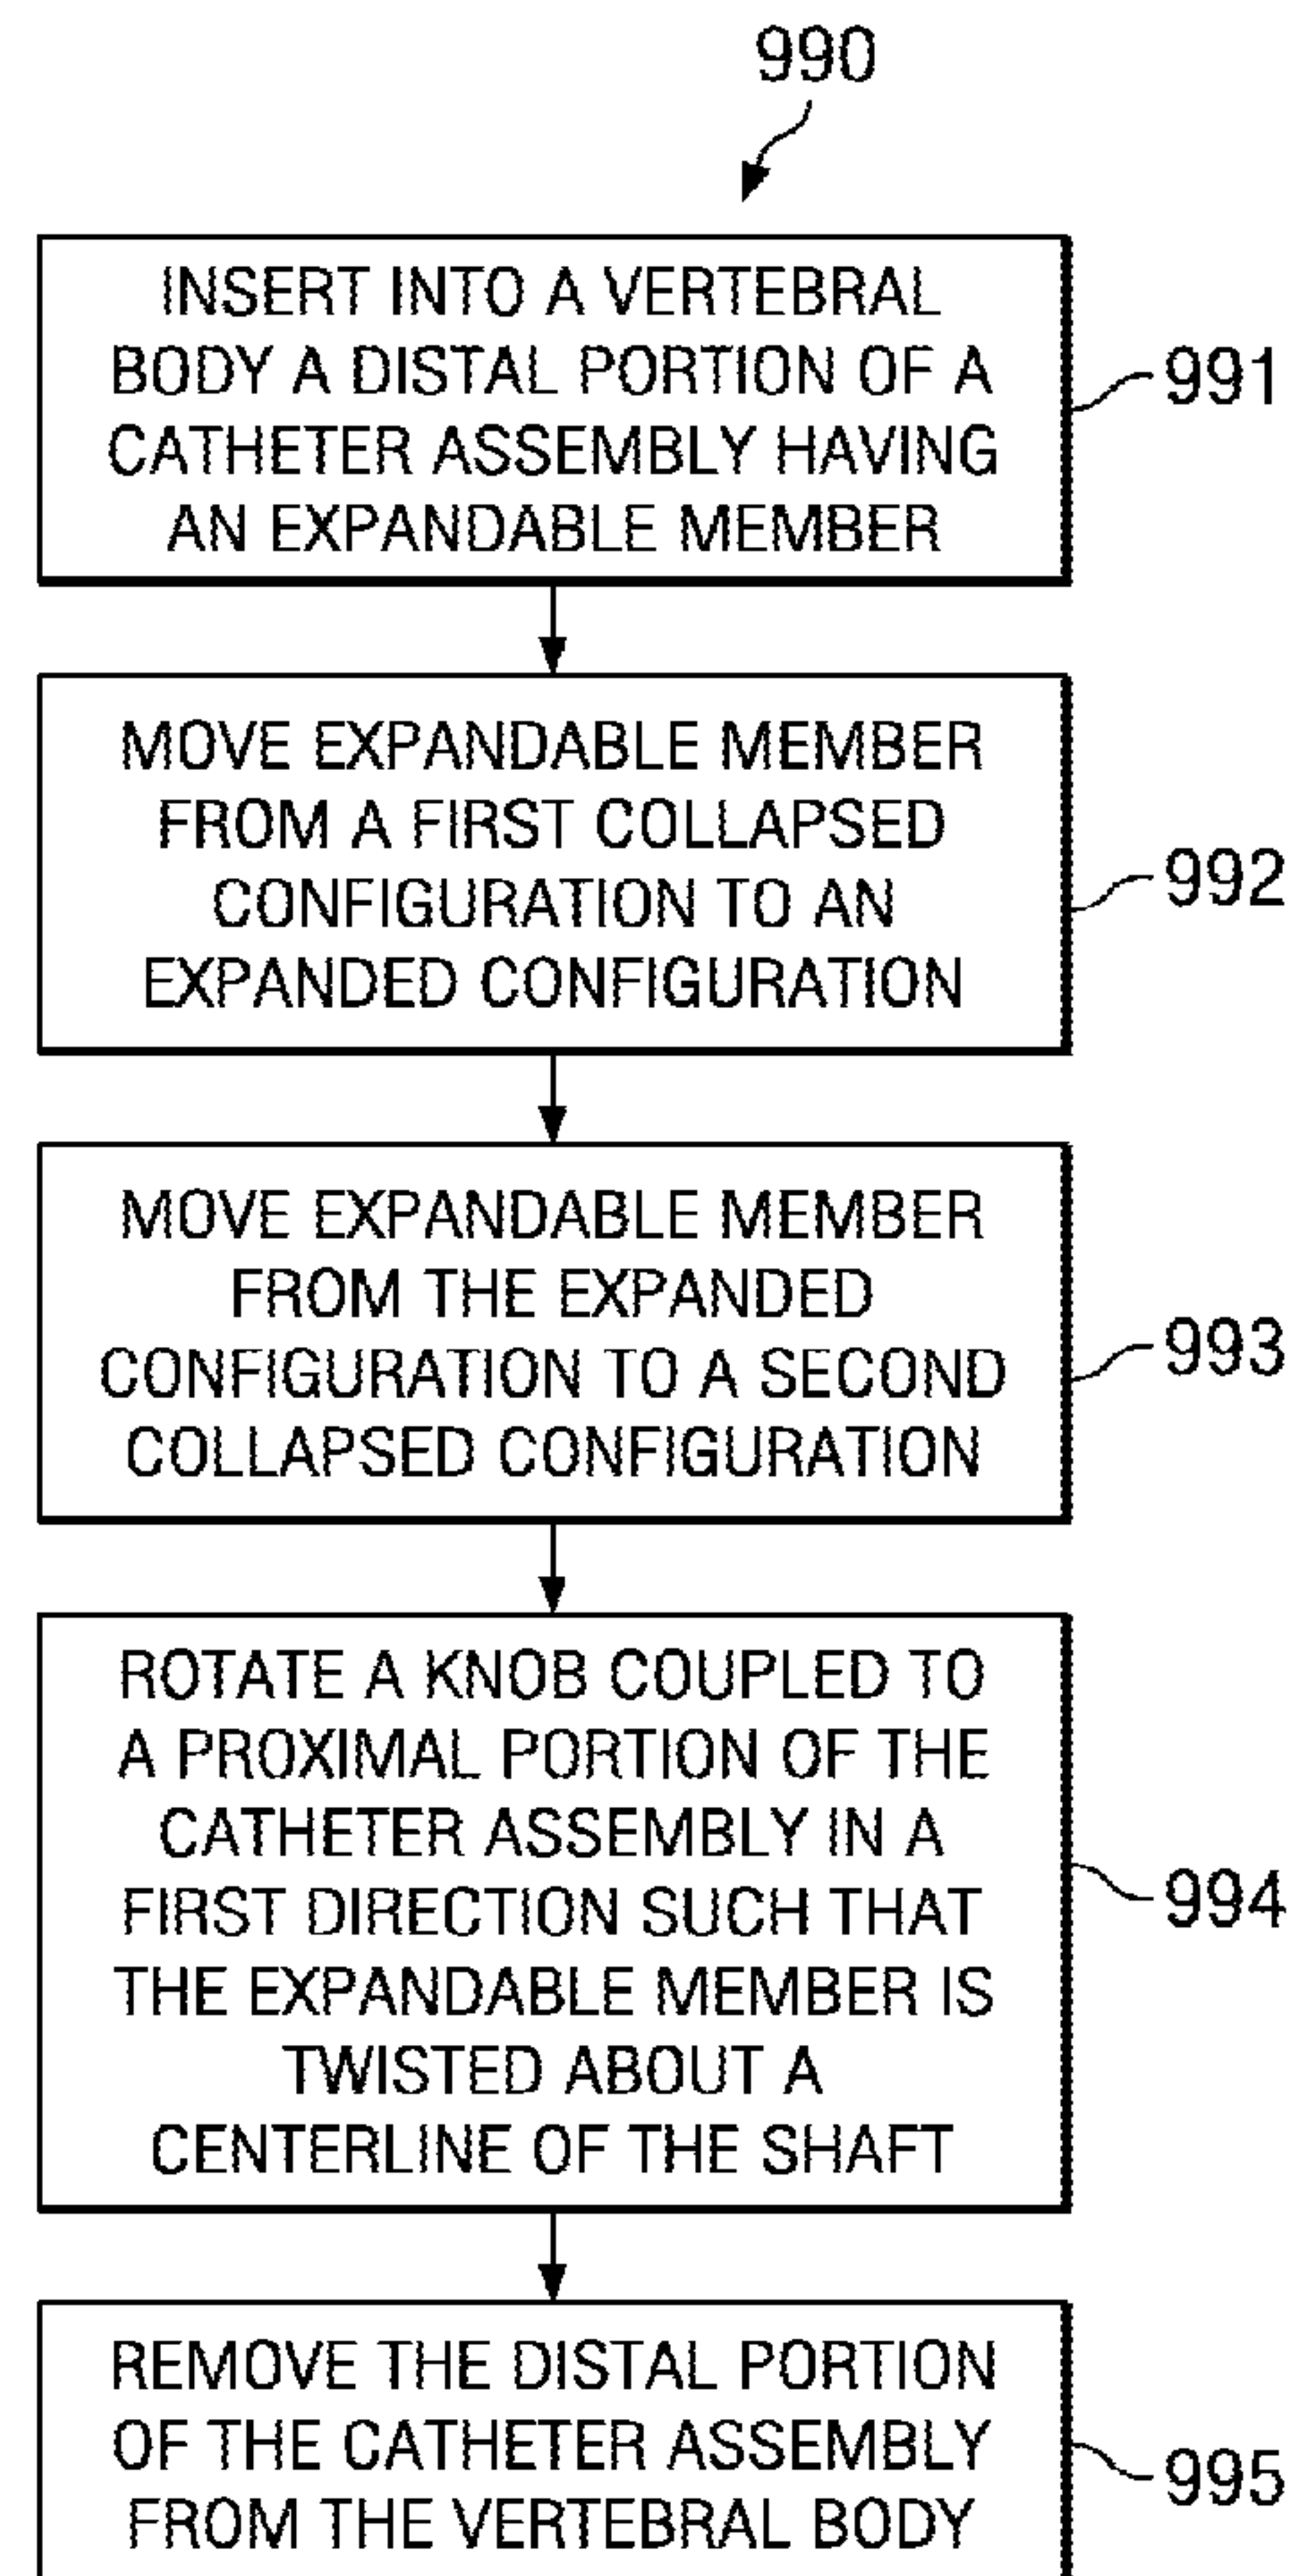 990
INSERT INTO A VERTEBRAL
BODY A DISTAL PORTION OF A
CATHETER ASSEMBLY HAVING
AN EXPANDABLE MEMBER
991
MOVE EXPANDABLE MEMBER
FROM A FIRST COLLAPSED
CONFIGURATION TO AN
EXPANDED CONFIGURATION
992
MOVE EXPANDABLE MEMBER
FROM THE EXPANDED
CONFIGURATION TO A SECOND
COLLAPSED CONFIGURATION
993
ROTATE A KNOB COUPLED TO
A PROXIMAL PORTION OF THE
CATHETER ASSEMBLY IN A
FIRST DIRECTION SUCH THAT
THE EXPANDABLE MEMBER IS
TWISTED ABOUT A
CENTERLINE OF THE SHAFT
994
REMOVE THE DISTAL PORTION
OF THE CATHETER ASSEMBLY
FROM THE VERTEBRAL BODY
995